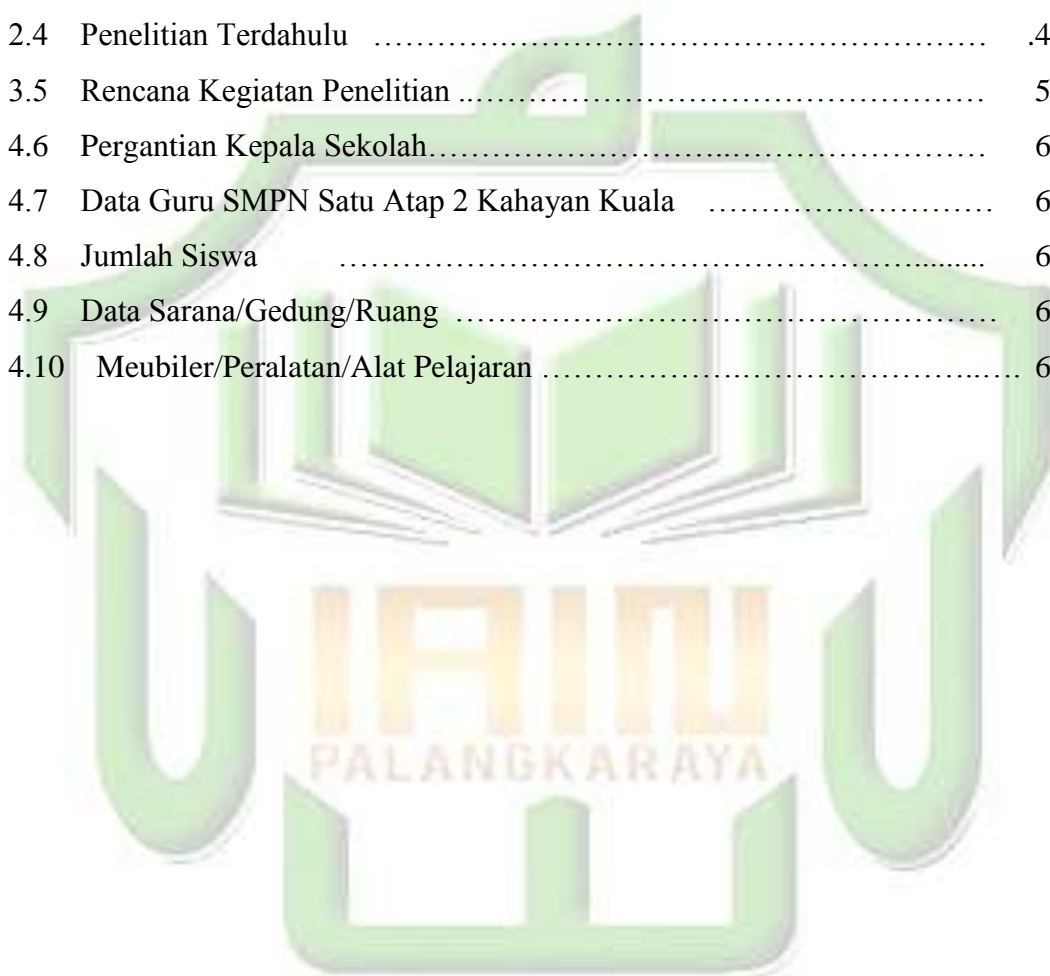 2.4 Penelitian Terdahulu ……………………………………………………………… .4
3.5 Rencana Kegiatan Penitian ..………………………………………………… 5
4.6 Pergantian Kepala Sekolah………………………..……..………………………… 6
4.7 Data Guru SMPN Satu Atap 2 Kahayan Kuala ………………………… 6
4.8 Jumlah Siswa …………………………………………………………......... 6
4.9 Data Sarana/Gedung/Ruang ……………………………………………………… 6
4.10 Meubiler/Peralatan/Alat Pelajaran ……………………………………………..…. 6
IAIN
PALANGKARAYA